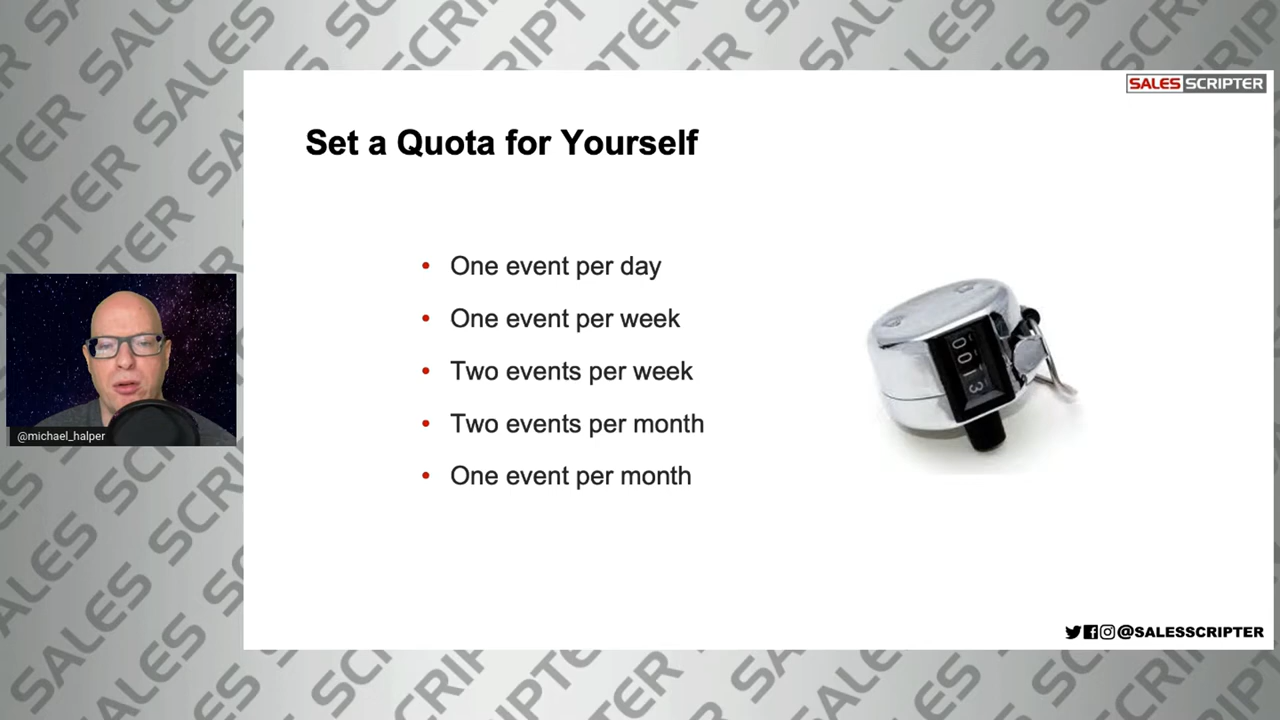 SALES SCRIPTER
Set a Quota for Yourself
• One event per day
• One event per week
• Two events per week
• Two events per month
• One event per month
0013
@michael_halper
@SALESSCRIPTER